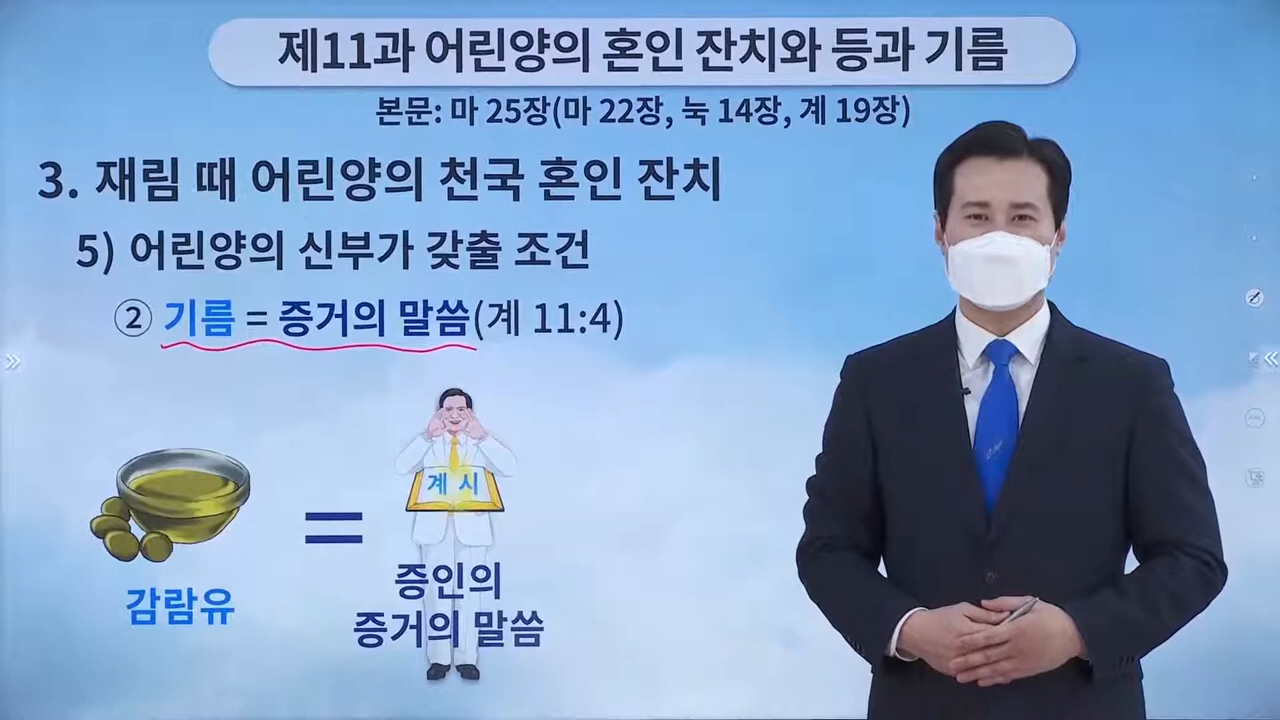 제11과 어린양의 혼인 잔치와 등과 기름
본문: 마 25장(마 22장, 눅 14장, 계 19장)
3. 재림 때 어린양의 천국 혼인 잔치
5) 어린양의 신부가 갖출 조건
② 기름 = 증거의 말씀(계 11:4)
계 시
=
감람유
증인의
증거의 말씀